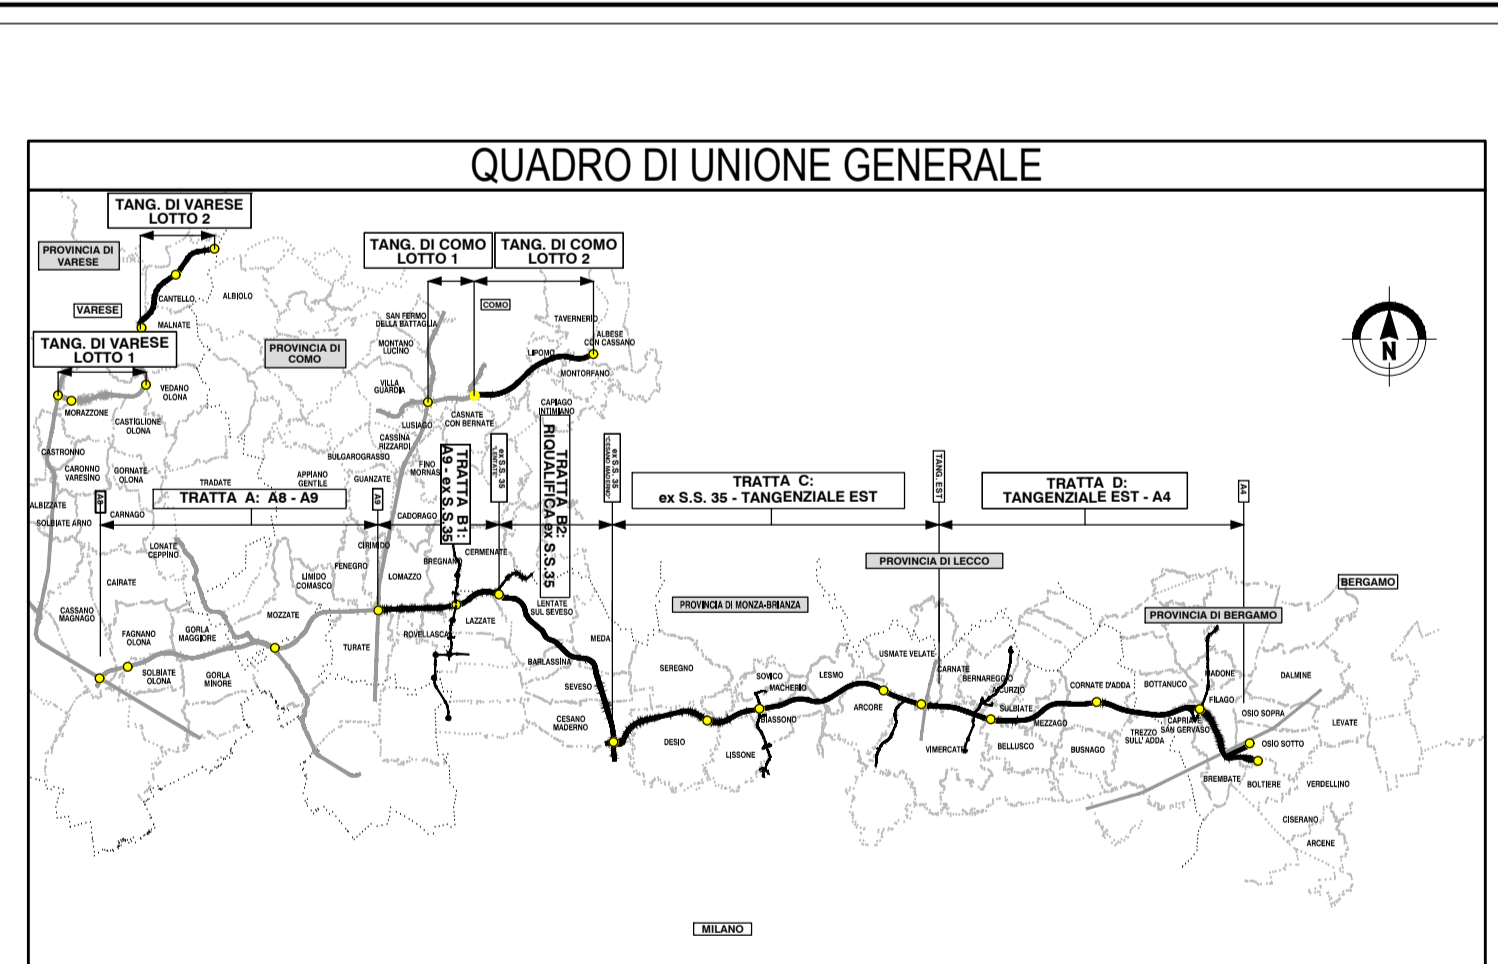 QUADRO DI UNIONE GENERALE
TANG. DI VARESE
LOTTO 2
PROVINCIA DI
VARESE
CANTELLO
ALBIOLO
VARESE
MALNATE
TANG. DI VARESE
LOTTO 1
VEDANO
OLONA
MORAZZONE
CASTIGLIONE
OLONA
TANG. DI COMO
LOTTO 1
TANG. DI COMO
LOTTO 2
COMO
SAN FERMO
DELLA BATTAGLIA
TAVERNERIO
PROVINCIA DI
COMO
MONTANO
LUCINO
ALBESE
CON CASSANO
LIPOMO
MONTORFANO
VILLA
GUARDIA
CAPIAGO
INTIMIANO
CASNATE
CON BERNATE
LUSIAGO
CASSINA
RIZZARDI
BULGAROGRASSO
N
CASTRONNO
CARONNO
VARESINO
GORNATE
OLONA
TRADATE
APPIANO
GENTILE
GUANZATE
FINO
MORNAS
ALBIZZATE
SOLBIATE ARNO
CARNAGO
A8
TRATTA A: A8 - A9
A9
CADORAGO
TRATTA B1:
A9 - ex S.S.35
ex S.S. 35
"LENTATE"
TRATTA B2:
RIQUALIFICA ex S.S.35
ex S.S. 35
"CESANO MADERNO"
TRATTA C:
ex S.S. 35 - TANGENZIALE EST
TANG. EST
TRATTA D:
TANGENZIALE EST - A4
A4
LONATE
CEPPINO
CIRIMIDO
FENEGRO
CERMENATE
BREGNANO
LOMAZZO
LIMIDO
COMASCO
CAIRATE
PROVINCIA DI LECCO
BERGAMO
CASSANO
MAGNAGO
MOZZATE
LENTATE
SUL SEVESO
PROVINCIA DI MONZA-BRIANZA
PROVINCIA DI BERGAMO
FAGNANO
OLONA
GORLA
MAGGIORE
ROVELLASCA
LAZZATE
MEDA
TURATE
BARLASSINA
SEREGNO
USMATE VELATE
CARNATE
SOLBIATE
OLONA
GORLA
MINORE
SEVESO
SOVICO
MACHERIO
LESMO
BERNAREGGIO
AICURZIO
CORNATE D'ADDA
BOTTANUCO
MADONE
DALMINE
CESANO
MADERNO
BIASSONO
ARCORE
SULBIATE
MEZZAGO
FILAGO
OSIO SOPRA
LEVATE
CAPRIATE
SAN GERVASO
TREZZO
SULL' ADDA
DESIO
LISSONE
VIMERCATE
BELLUSCO
BUSNAGO
OSIO SOTTO
BREMBATE
BOLTIERE
VERDELLINO
CISERANO
ARCENE
MILANO